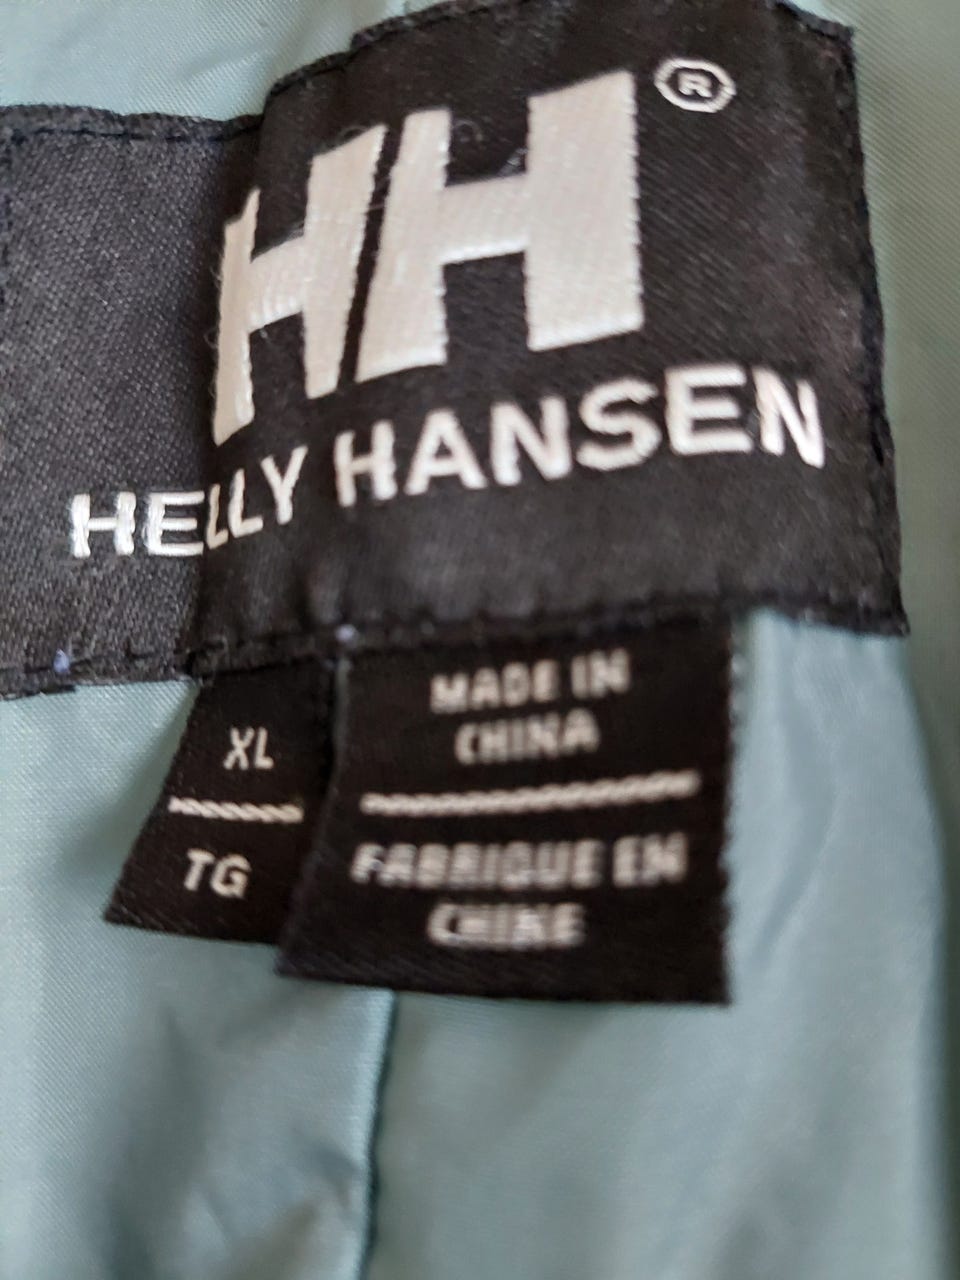 HH ®
HELLY HANSEN
XL
TG
MADE IN
CHINA
FABRIQUE EN
CHINE